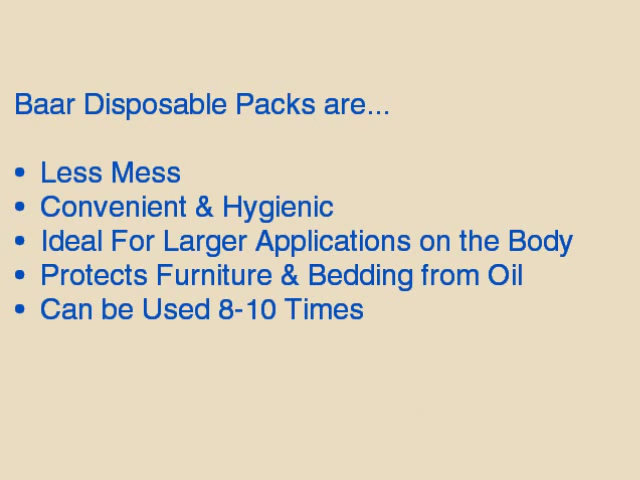 Baar Disposable Packs are...
• Less Mess
• Convenient & Hygienic
• Ideal For Larger Applications on the Body
• Protects Furniture & Bedding from Oil
• Can be Used 8-10 Times